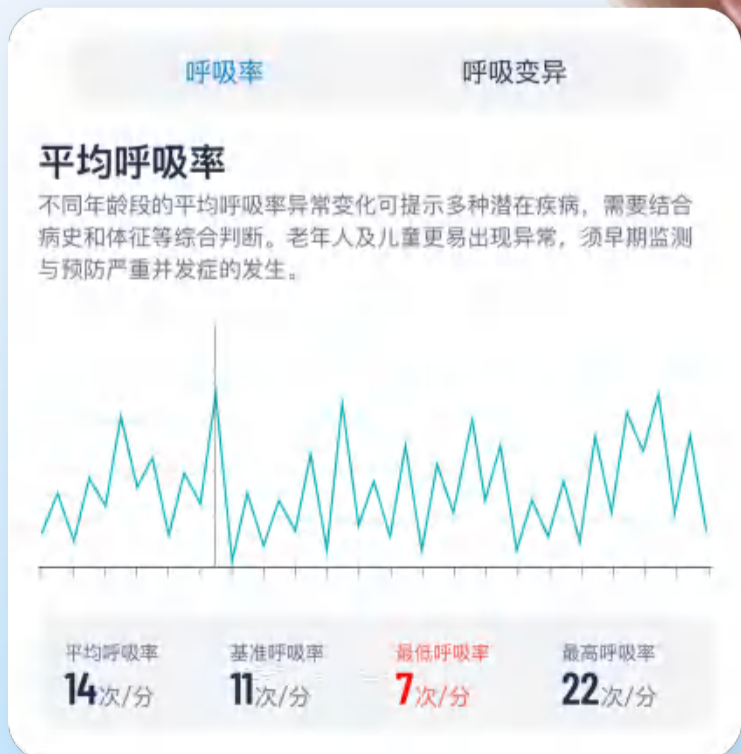 呼吸率 呼吸变异
平均呼吸率
不同年龄段的平均呼吸率异常变化可提示多种潜在疾病，需要结合
病史和体征等综合判断。老年人及儿童更易出现异常，须早期监测
与预防严重并发症的发生。
平均呼吸率 基准呼吸率 最低呼吸率 最高呼吸率
14次/分 11次/分 7次/分 22次/分